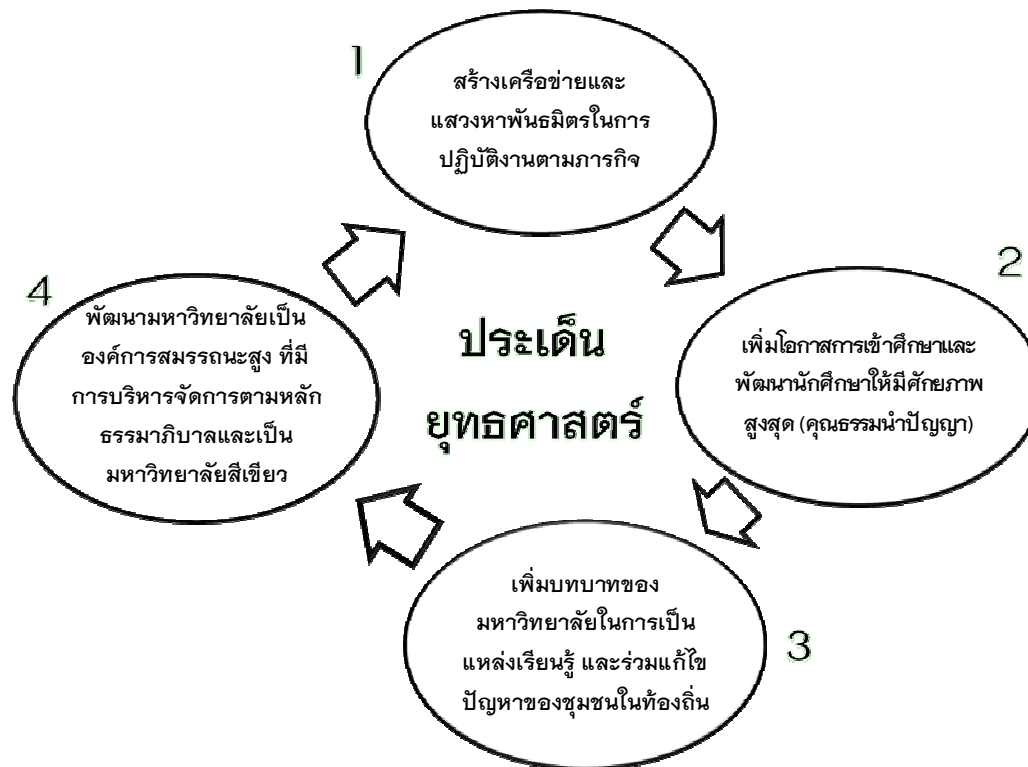 1
สร้างเครือข่ายและ
แสวงหาพันธมิตรในการ
ปฏิบัติงานตามภารกิจ
2
เพิ่มโอกาสการเข้าศึกษาและ
พัฒนานักศึกษาให้มีศักยภาพ
สูงสุด (คุณธรรมนำปัญญา)
3
เพิ่มบทบาทของ
มหาวิทยาลัยในการเป็น
แหล่งเรียนรู้ และร่วมแก้ไข
ปัญหาของชุมชนในท้องถิ่น
4
พัฒนามหาวิทยาลัยเป็น
องค์การสมรรถนะสูง ที่มี
การบริหารจัดการตามหลัก
ธรรมาภิบาลและเป็น
มหาวิทยาลัยสีเขียว
ประเด็น
ยุทธศาสตร์